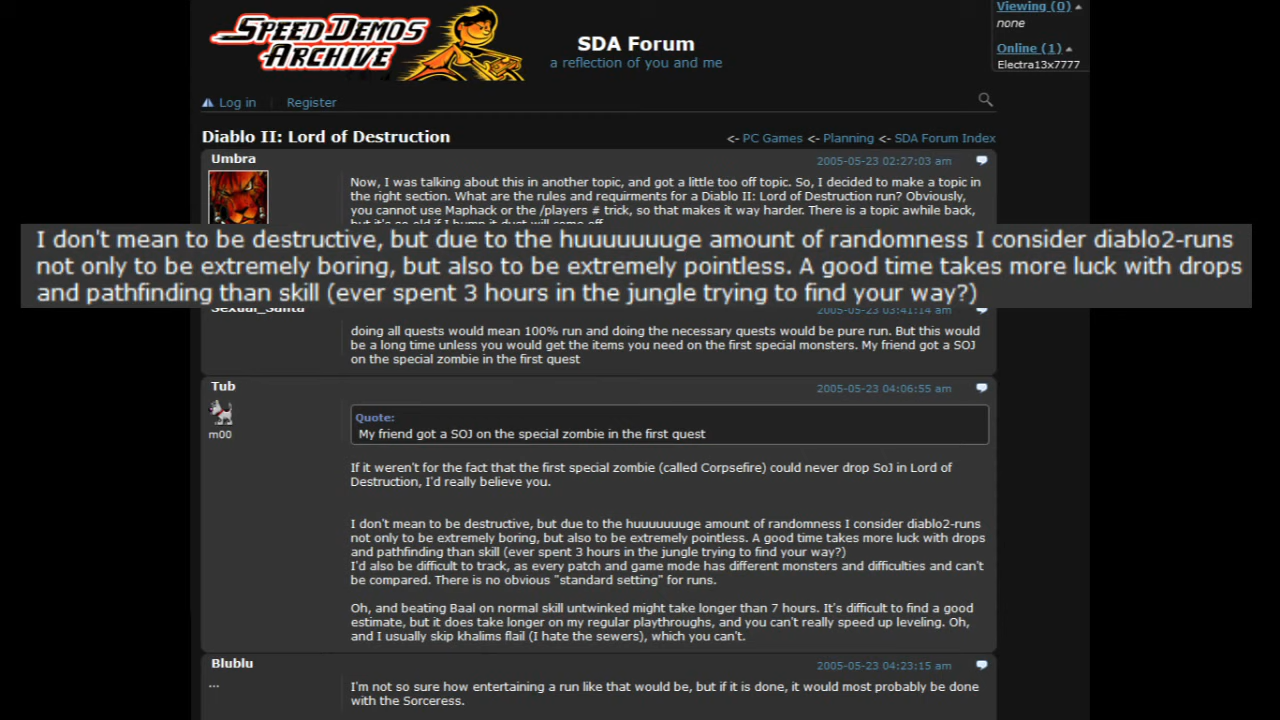 SPEED DEMOS
ARCHIVE
SDA Forum
a reflection of you and me
Viewing (0)
none
Online (1)
Electra13x7777
Log in
Register
Diablo II: Lord of Destruction
<- PC Games <- Planning <- SDA Forum Index
Umbra
2005-05-23 02:27:03 am
Now, I was talking about this in another topic, and got a little too off topic. So, I decided to make a topic in
the right section. What are the rules and requirments for a Diablo II: Lord of Destruction run? Obviously,
you cannot use Maphack or the /players # trick, so that makes it way harder. There is a topic awhile back,
I don't mean to be destructive, but due to the huuuuuuuge amount of randomness I consider diablo2-runs
not only to be extremely boring, but also to be extremely pointless. A good time takes more luck with drops
and pathfinding than skill (ever spent 3 hours in the jungle trying to find your way?)
Sexual_Santa
2005-05-23 03:41:14 am
doing all quests would mean 100% run and doing the necessary quests would be pure run. But this would
be a long time unless you would get the items you need on the first special monsters. My friend got a SOJ
on the special zombie in the first quest
Tub
2005-05-23 04:06:55 am
m00
Quote:
My friend got a SOJ on the special zombie in the first quest
If it weren't for the fact that the first special zombie (called Corpsefire) could never drop SoJ in Lord of
Destruction, I'd really believe you.
I don't mean to be destructive, but due to the huuuuuuuge amount of randomness I consider diablo2-runs
not only to be extremely boring, but also to be extremely pointless. A good time takes more luck with drops
and pathfinding than skill (ever spent 3 hours in the jungle trying to find your way?)
I'd also be difficult to track, as every patch and game mode has different monsters and difficulties and can't
be compared. There is no obvious "standard setting" for runs.
Oh, and beating Baal on normal skill untwinked might take longer than 7 hours. It's difficult to find a good
estimate, but it does take longer on my regular playthroughs, and you can't really speed up leveling. Oh,
and I usually skip khalims flail (I hate the sewers), which you can't.
Blublu
2005-05-23 04:23:15 am
...
I'm not so sure how entertaining a run like that would be, but if it is done, it would most probably be done
with the Sorceress.